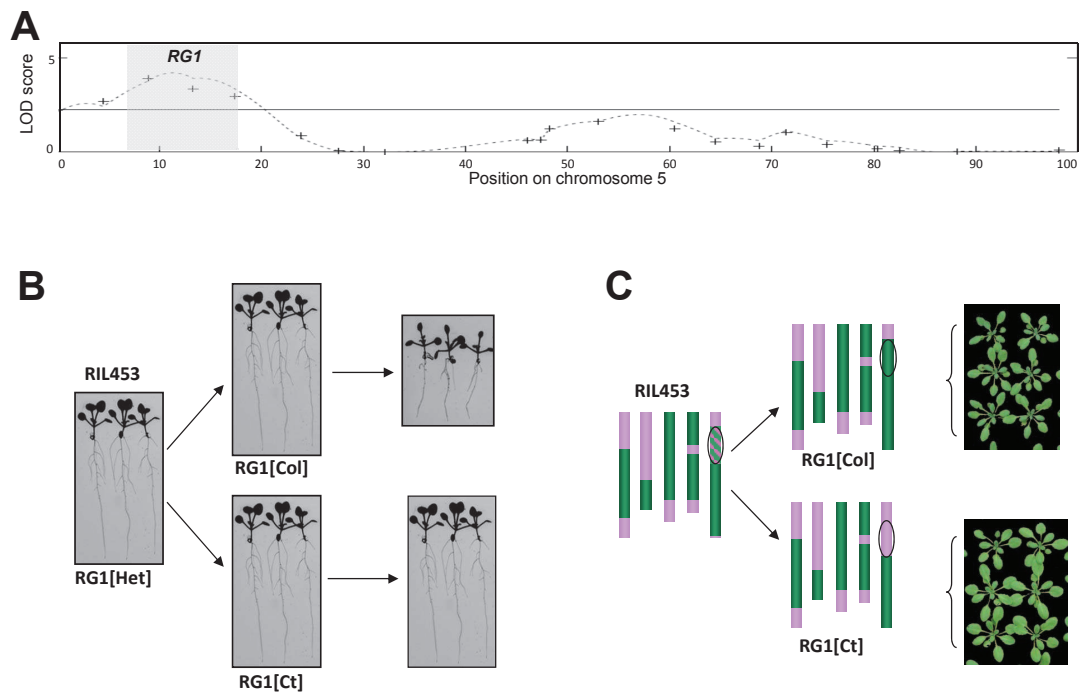 A
RG1
LOD score
5
0
0 10 20 30 40 50 60 70 80 90 100
Position on chromosome 5
B
RIL453
RG1[Het]
RG1[Col]
RG1[Ct]
C
RIL453
RG1[Col]
RG1[Ct]